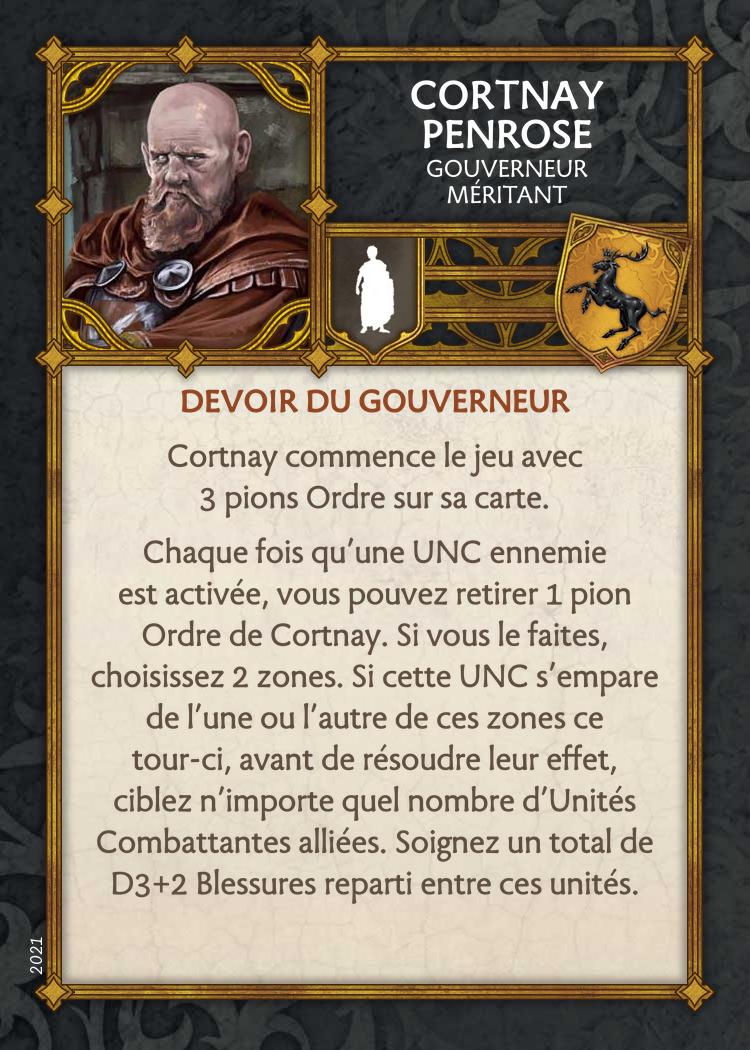 CORTNAY
PENROSE
GOUVERNEUR
MÉRITANT
DEVOIR DU GOUVERNEUR
Cortnay commence le jeu avec
3 pions Ordre sur sa carte.
Chaque fois qu'une UNC ennemie
est activée, vous pouvez retirer 1 pion
Ordre de Cortnay. Si vous le faites,
choisissez 2 zones. Si cette UNC s'empare
de l'une ou l'autre de ces zones ce
tour-ci, avant de résoudre leur effet,
ciblez n'importe quel nombre d'Unités
Combattantes alliées. Soignez un total de
D3+2 Blessures reparti entre ces unités.
2021